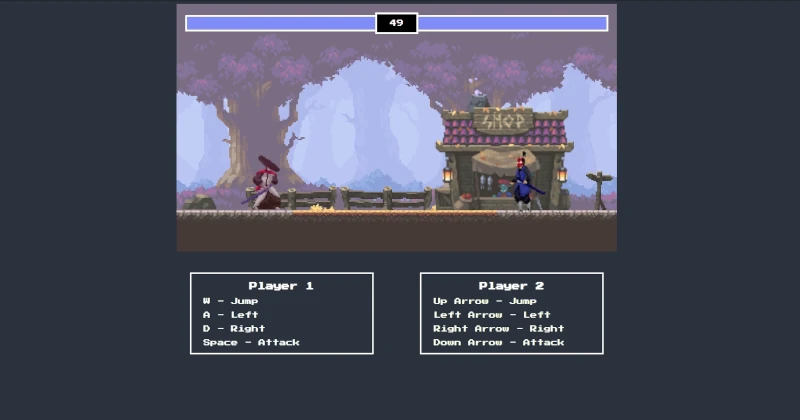 49
SHOP
Player 1
W - Jump
A - Left
D - Right
Space - Attack
Player 2
Up Arrow - Jump
Left Arrow - Left
Right Arrow - Right
Down Arrow - Attack